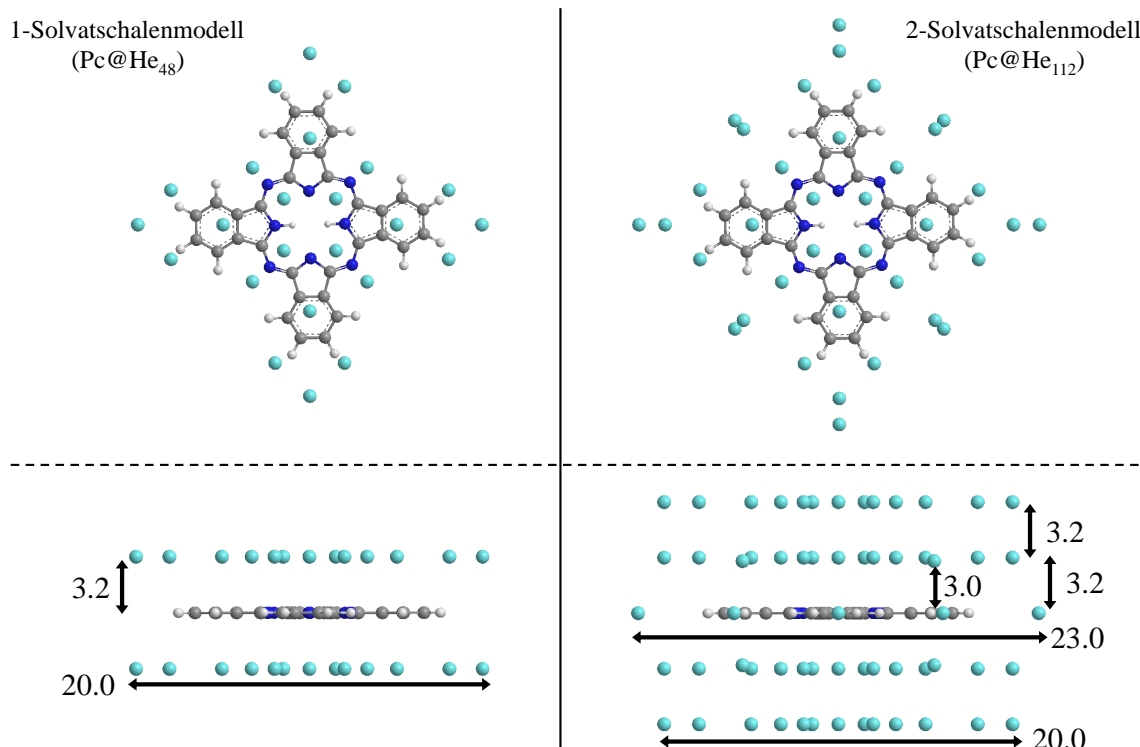 1-Solvatschalenmodell
(Pc@He48)
2-Solvatschalenmodell
(Pc@He112)
3.2
20.0
3.2
3.0
3.2
23.0
20.0